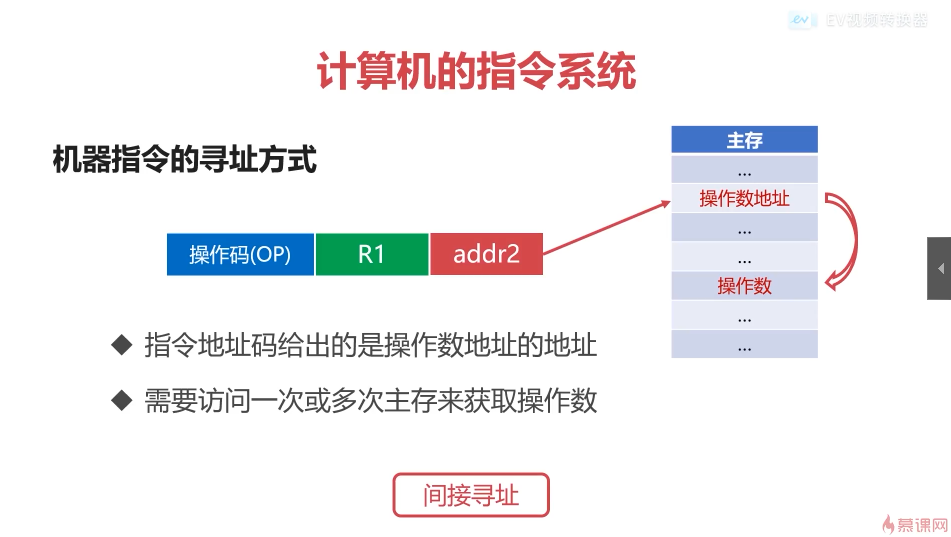 EV视频转换器
计算机的指令系统
机器指令的寻址方式
操作码(OP) R1 addr2
主存
...
操作数地址
...
...
操作数
...
...
◆ 指令地址码给出的是操作数地址的地址
◆ 需要访问一次或多次主存来获取操作数
间接寻址
慕课网